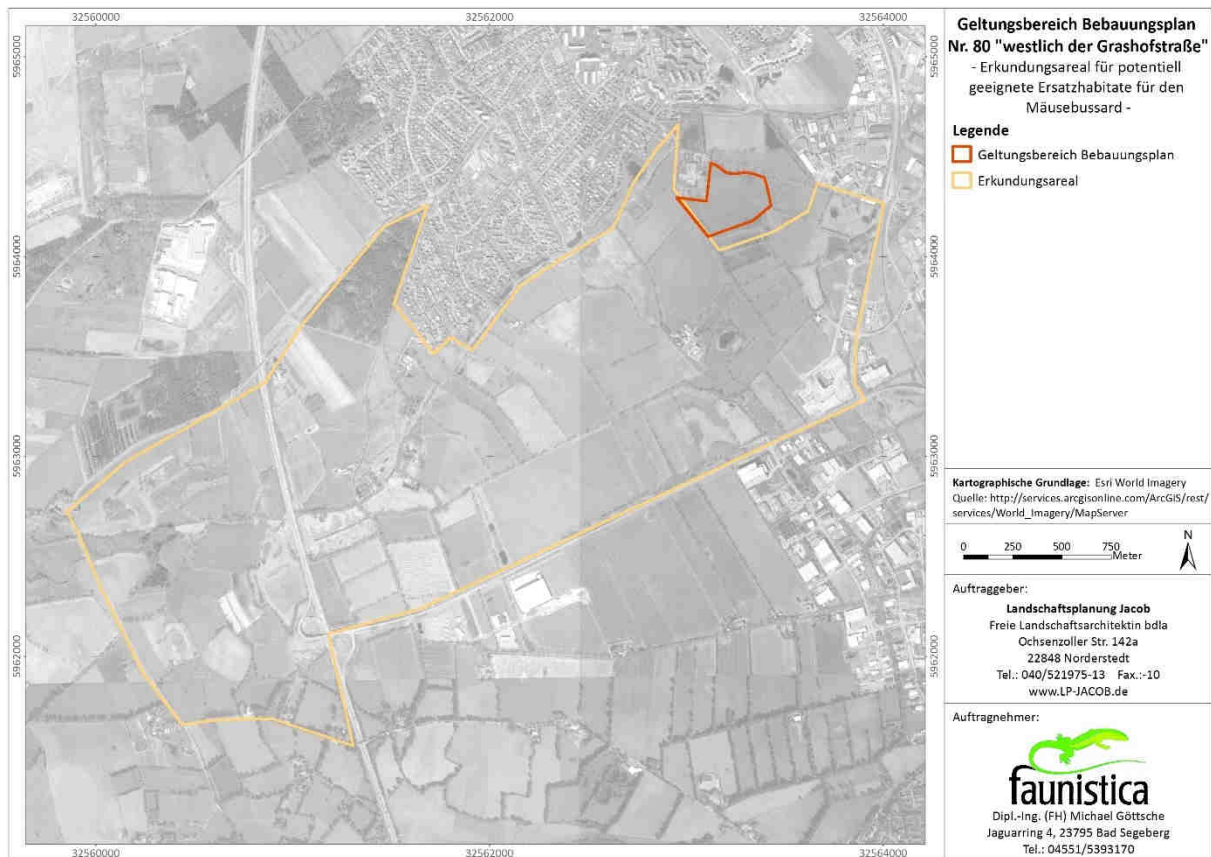 32560000
32562000
32564000
5965000
5965000
5964000
5964000
5963000
5963000
5962000
5962000
32560000
32562000
32564000
Geltungsbereich Bebauungsplan
Nr. 80 "westlich der Grashofstraße"
- Erkundungsareal für potentiell
geeignete Ersatzhabitate für den
Mäusebussard -
Legende
Geltungsbereich Bebauungsplan
Erkundungsareal
Kartographische Grundlage: Esri World Imagery
Quelle: http://services.arcgisonline.com/ArcGIS/rest/
services/World_Imagery/MapServer
N
0 250 500 750
Meter
Auftraggeber:
Landschaftsplanung Jacob
Freie Landschaftsarchitektin bdla
Ochsenzoller Str. 142a
22848 Norderstedt
Tel.: 040/521975-13 Fax.:-10
www.LP-JACOB.de
Auftragnehmer:
faunistica
Dipl.-Ing. (FH) Michael Göttsche
Jaguarring 4, 23795 Bad Segeberg
Tel.: 04551/5393170